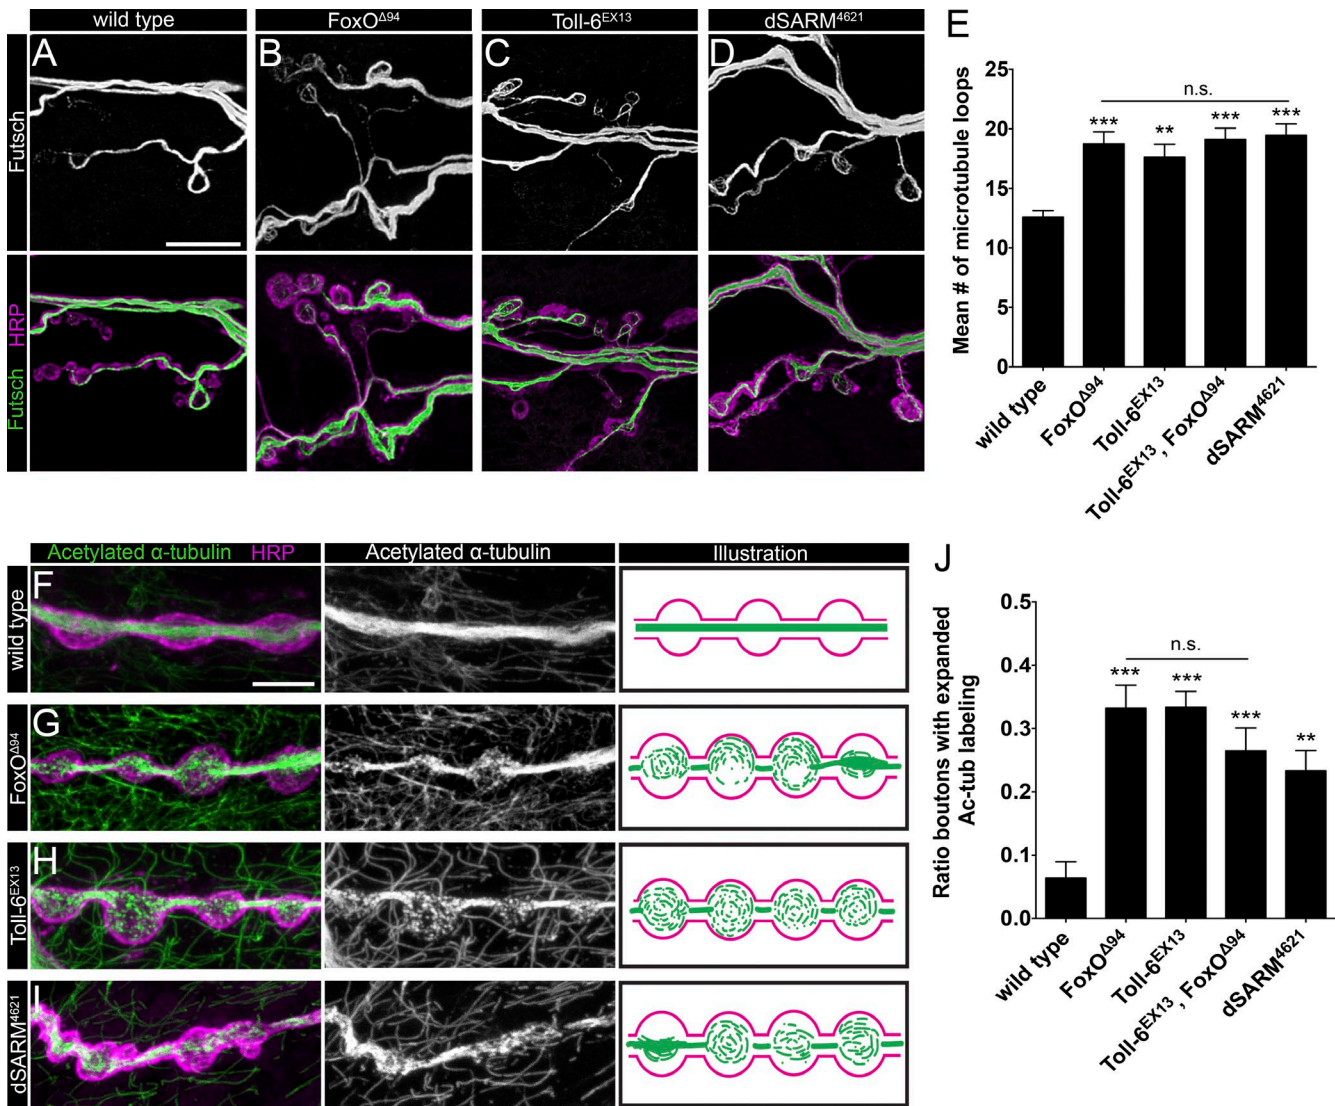 wild type
FoxO^Δ94
Toll-6^EX13
dSARM^4621
A
B
C
D
Futsch
Futsch HRP
E
Mean # of microtubule loops
25
20
15
10
5
0
n.s.
***
**
***
***
wild type
FoxO^Δ94
Toll-6^EX13
Toll-6^EX13, FoxO^Δ94
dSARM^4621
Acetylated α-tubulin HRP
Acetylated α-tubulin
Illustration
wild type
F
FoxO^Δ94
G
Toll-6^EX13
H
dSARM^4621
I
J
Ratio boutons with expanded
Ac-tub labeling
0.5
0.4
0.3
0.2
0.1
0.0
n.s.
***
***
***
**
wild type
FoxO^Δ94
Toll-6^EX13
Toll-6^EX13, FoxO^Δ94
dSARM^4621